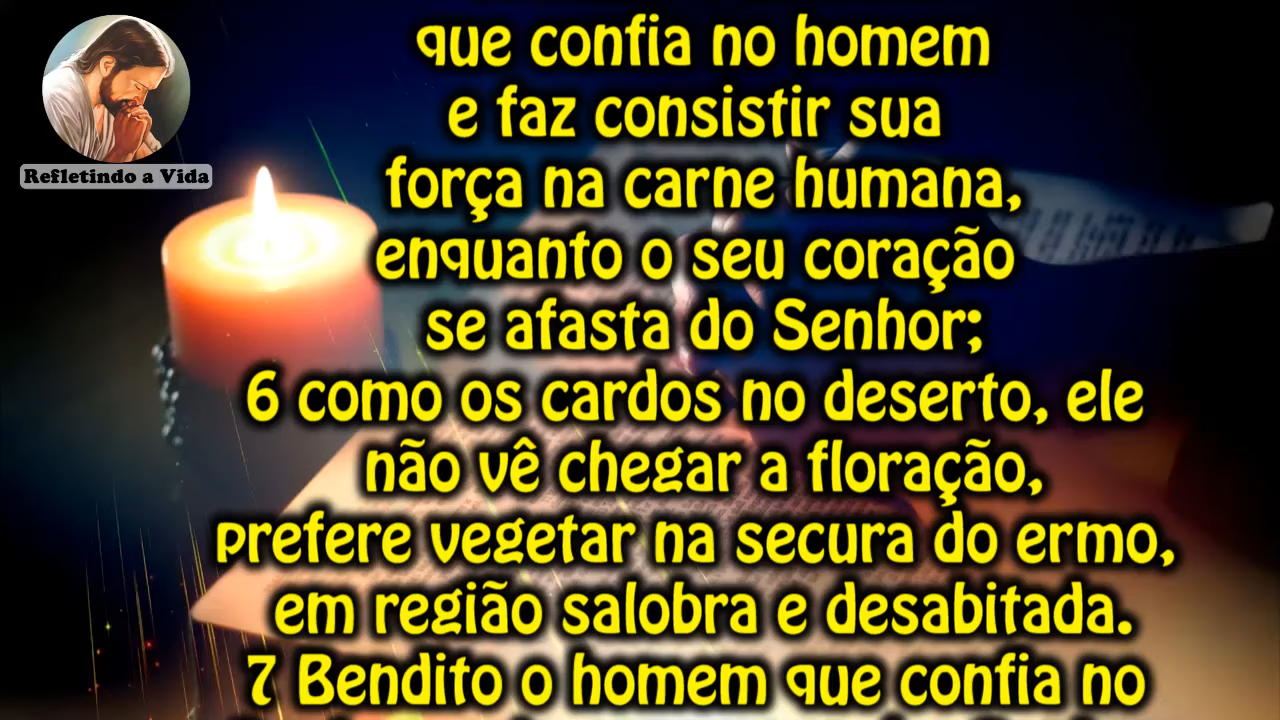 Refletindo a Vida
que confia no homem
e faz consistir sua
força na carne humana,
enquanto o seu coração
se afasta do Senhor;
6 como os cardos no deserto, ele
não vê chegar a floração,
prefere vegetar na secura do ermo,
em região salobra e desabitada.
7 Bendito o homem que confia no